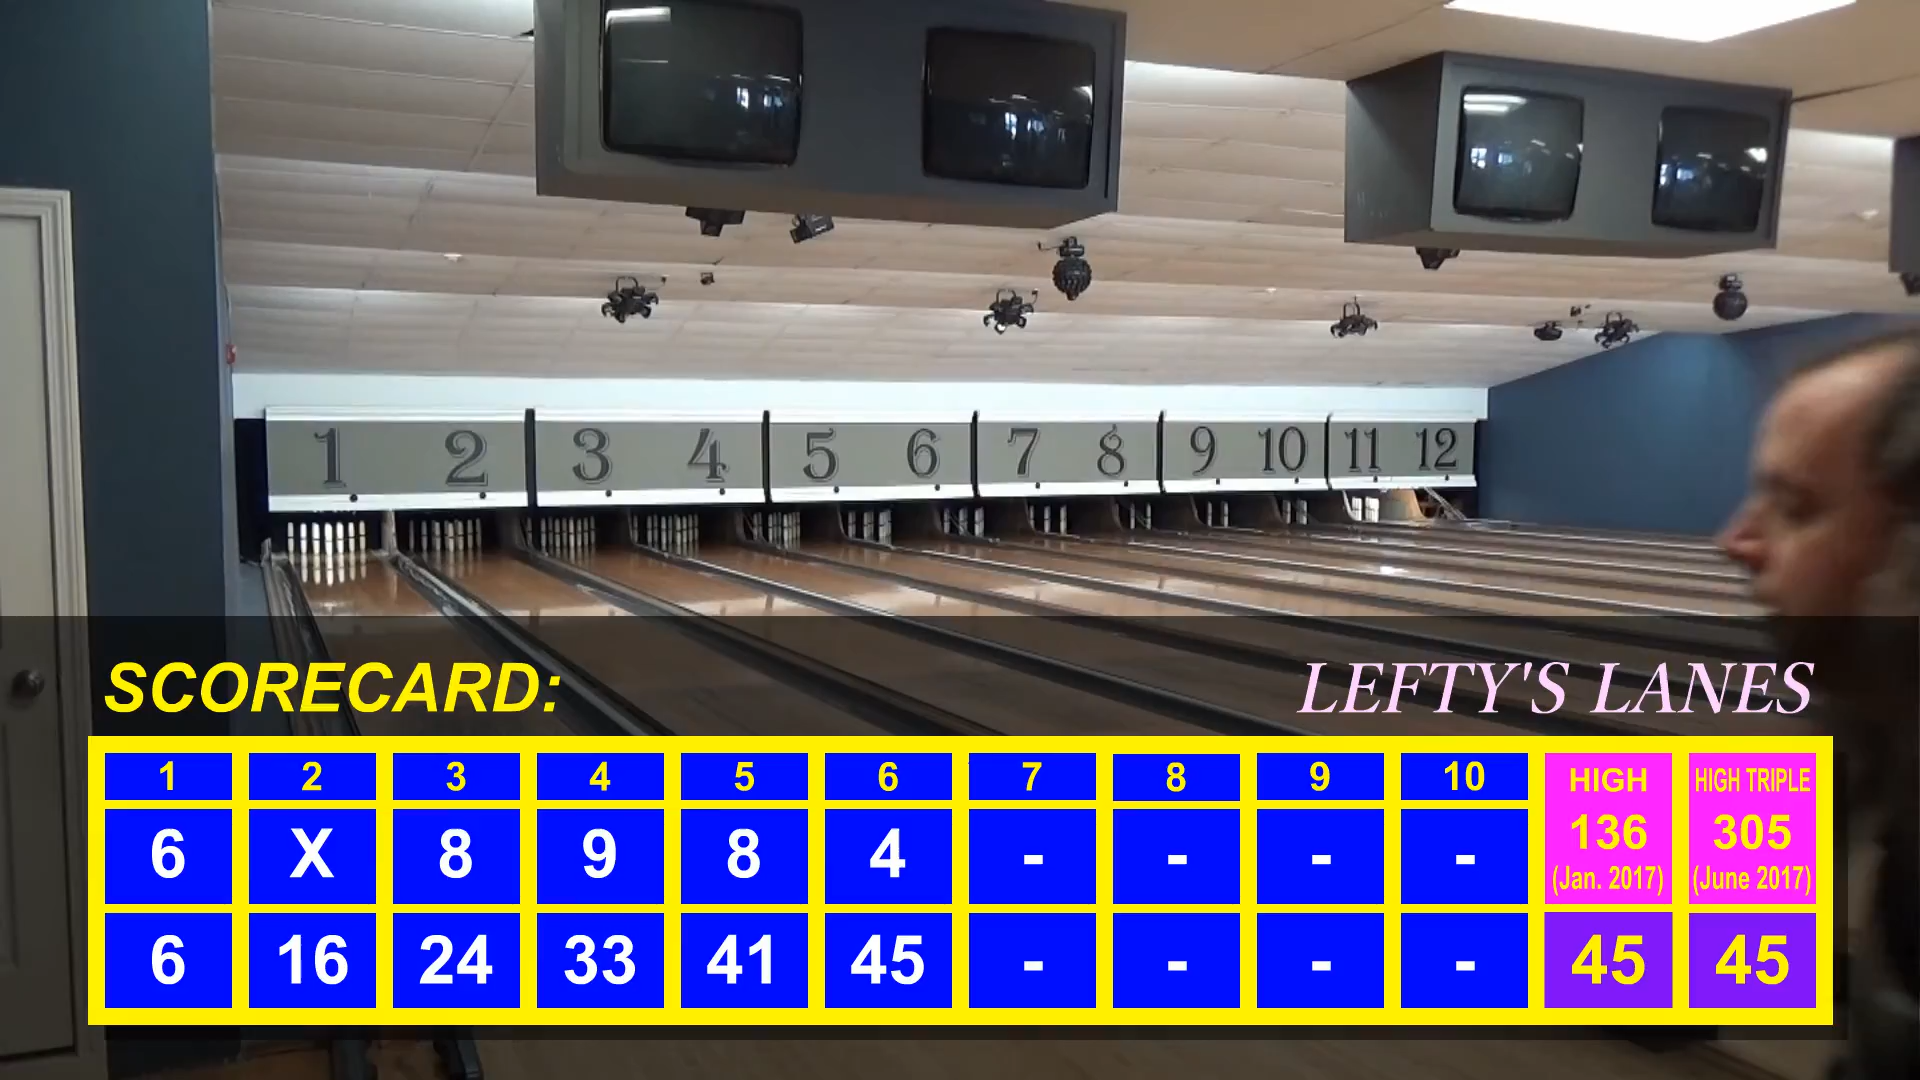 1 2 3 4 5 6 7 8 9 10 11 12
SCORECARD: LEFTY'S LANES
1 2 3 4 5 6 7 8 9 10 HIGH HIGH TRIPLE
6 X 8 9 8 4 - - - - 136 305
(Jan. 2017) (June 2017)
6 16 24 33 41 45 - - - - 45 45